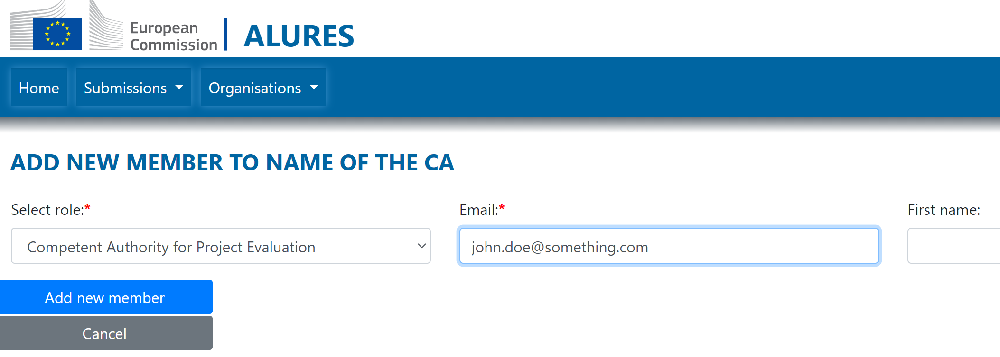 European
Commission
ALURES
Home Submissions Organisations
ADD NEW MEMBER TO NAME OF THE CA
Select role:* Email:* First name:
Competent Authority for Project Evaluation john.doe@something.com
Add new member
Cancel